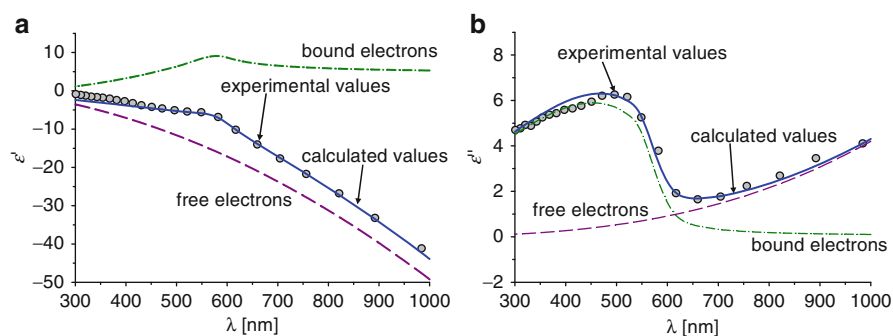 a
10
0
−10
−20
−30
−40
−50
ε'
300 400 500 600 700 800 900 1000
λ [nm]
bound electrons
experimental values
calculated values
free electrons
b
8
6
4
2
0
−2
ε"
300 400 500 600 700 800 900 1000
λ [nm]
experimental values
calculated values
free electrons
bound electrons